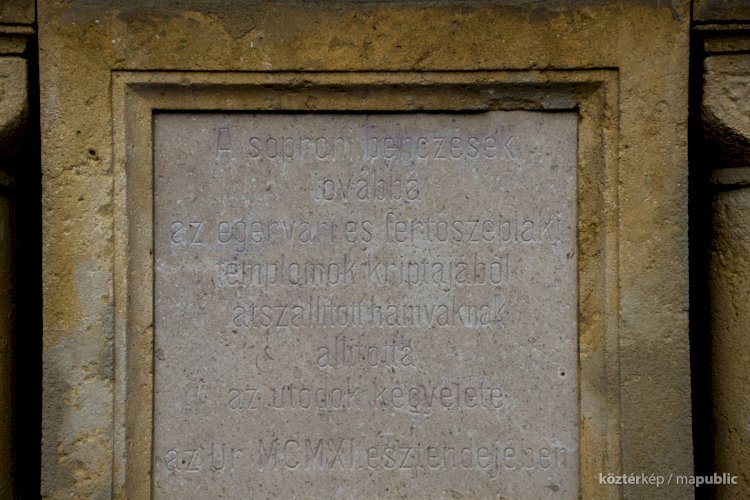 A soproni benczések
továbbá
az egervári és fertőszéplaki
templomok kriptájából
átszállított hamvaknak
állította
az utódok kegyelete
az Úr MCMXI. esztendejében
köztérkép / mapublic